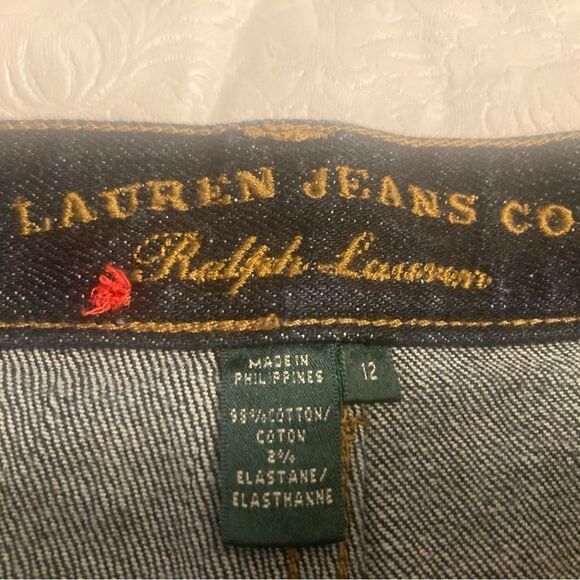 LAUREN JEANS CO
Ralph Lauren
MADE IN
PHILIPPINES
98% COTTON/
COTON
2%
ELASTANE/
ELASTHANNE
12